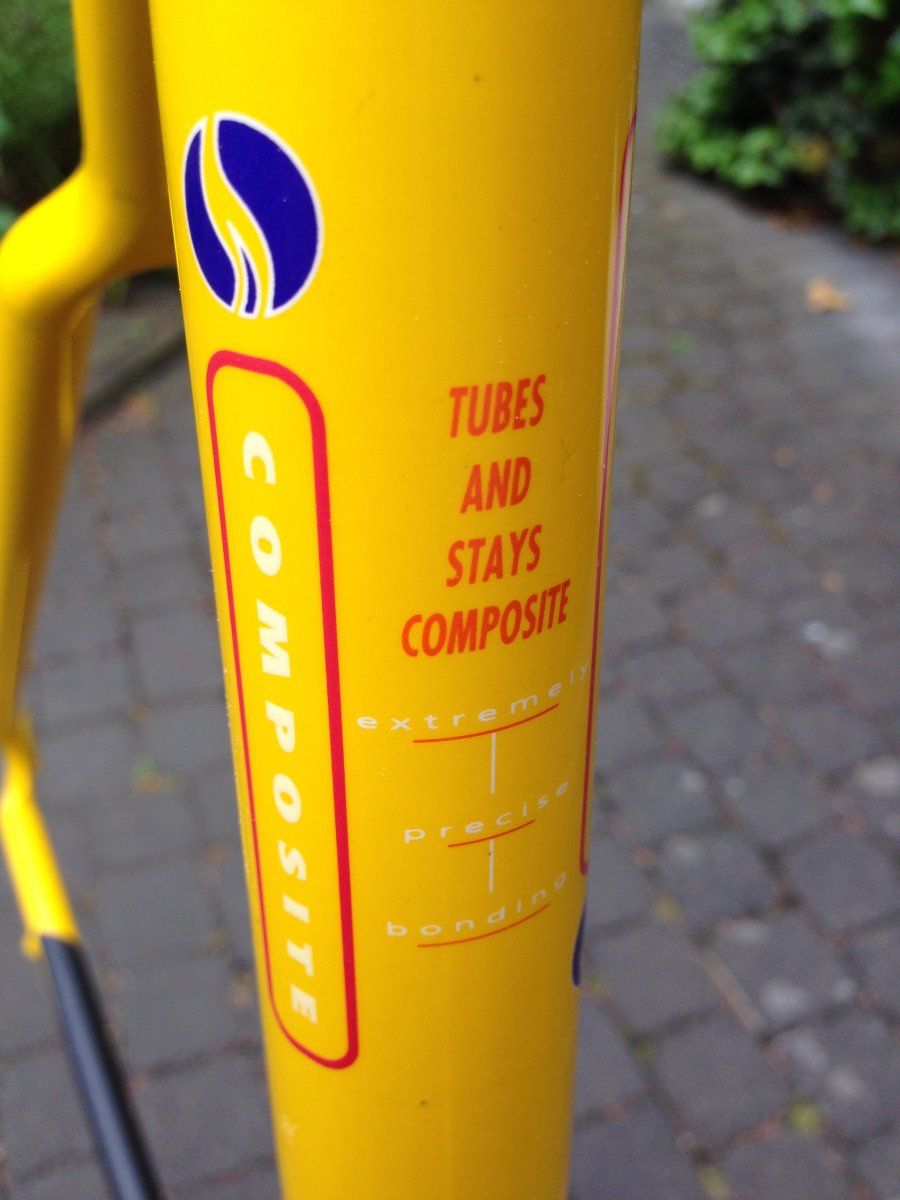 COMPOSITE
TUBES
AND
STAYS
COMPOSITE
extremely
precise
bonding